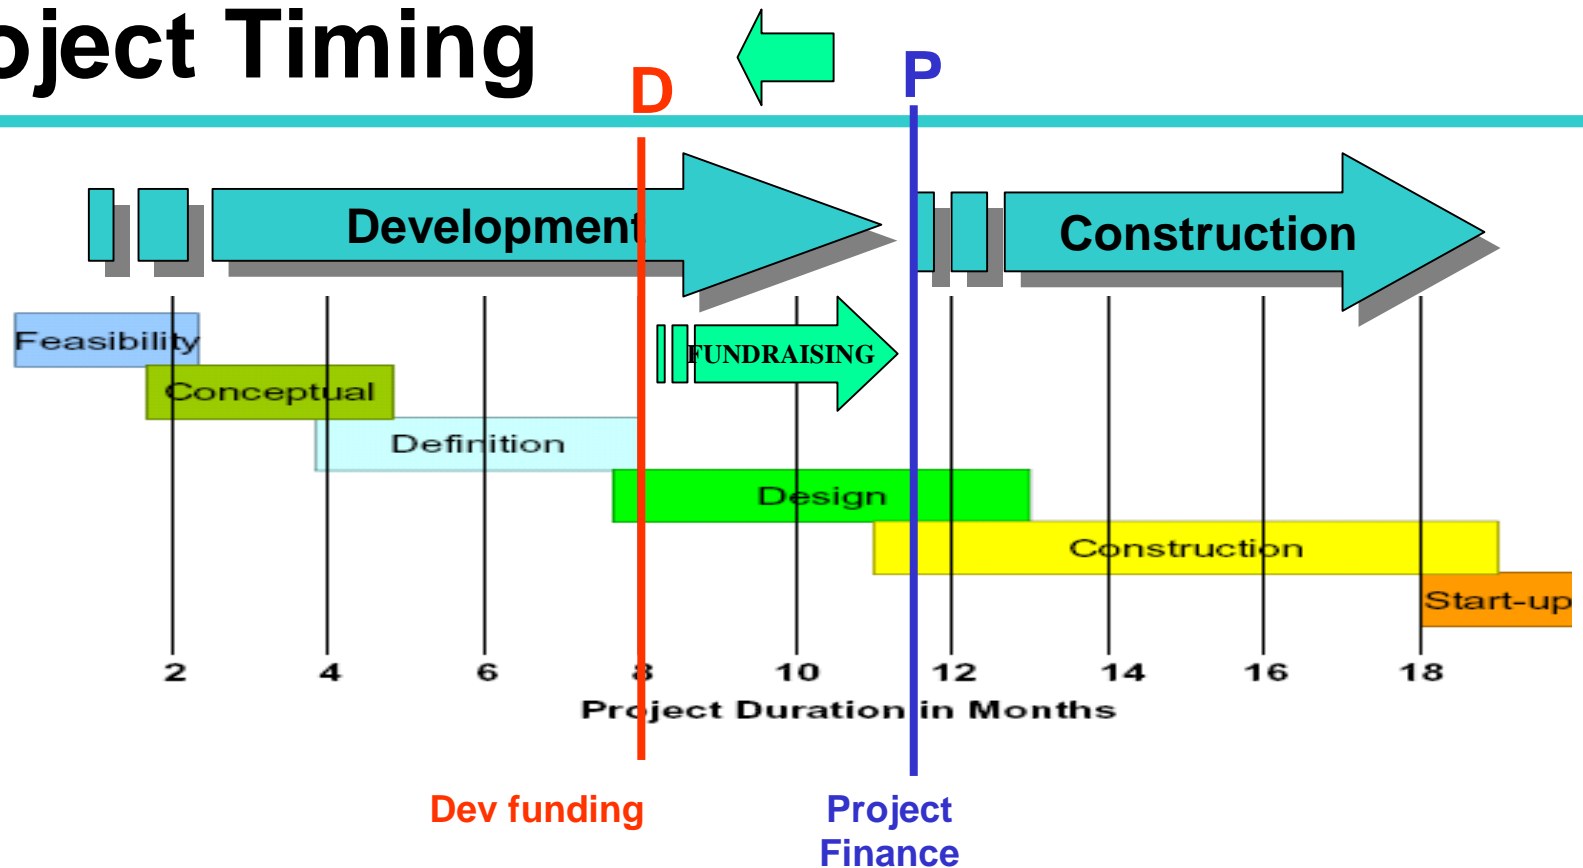 oject Timing
D
P
Development
Construction
Feasibility
FUNDRAISING
Conceptual
Definition
Design
Construction
Start-up
2 4 6 8 10 12 14 16 18
Project Duration in Months
Dev funding
Project
Finance